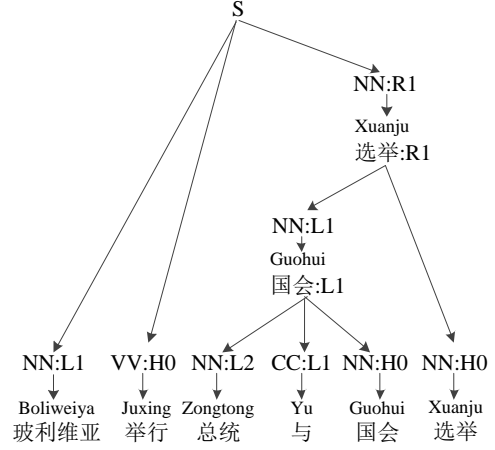 S
NN:R1
Xuanju
选举:R1
NN:L1
Guohui
国会:L1
NN:L1 VV:H0 NN:L2 CC:L1 NN:H0 NN:H0
Boliweiya Juxing Zongtong Yu Guohui Xuanju
玻利维亚 举行 总统 与 国会 选举